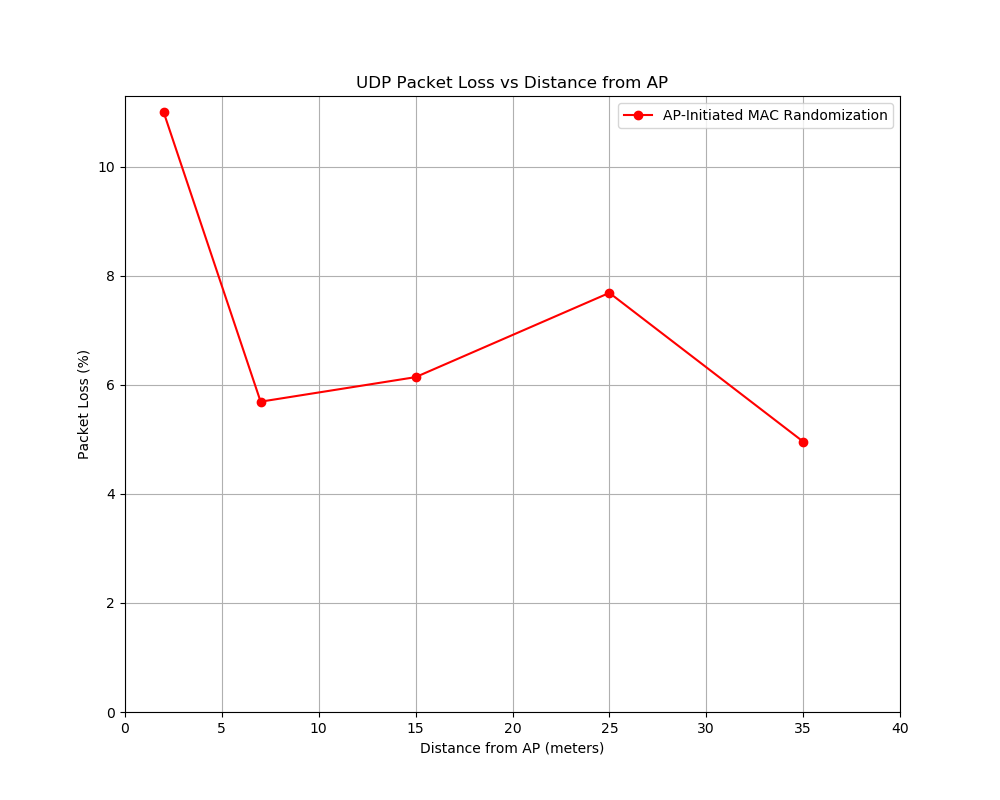 UDP Packet Loss vs Distance from AP
AP-Initiated MAC Randomization
Packet Loss (%)
10
8
6
4
2
0
0 5 10 15 20 25 30 35 40
Distance from AP (meters)